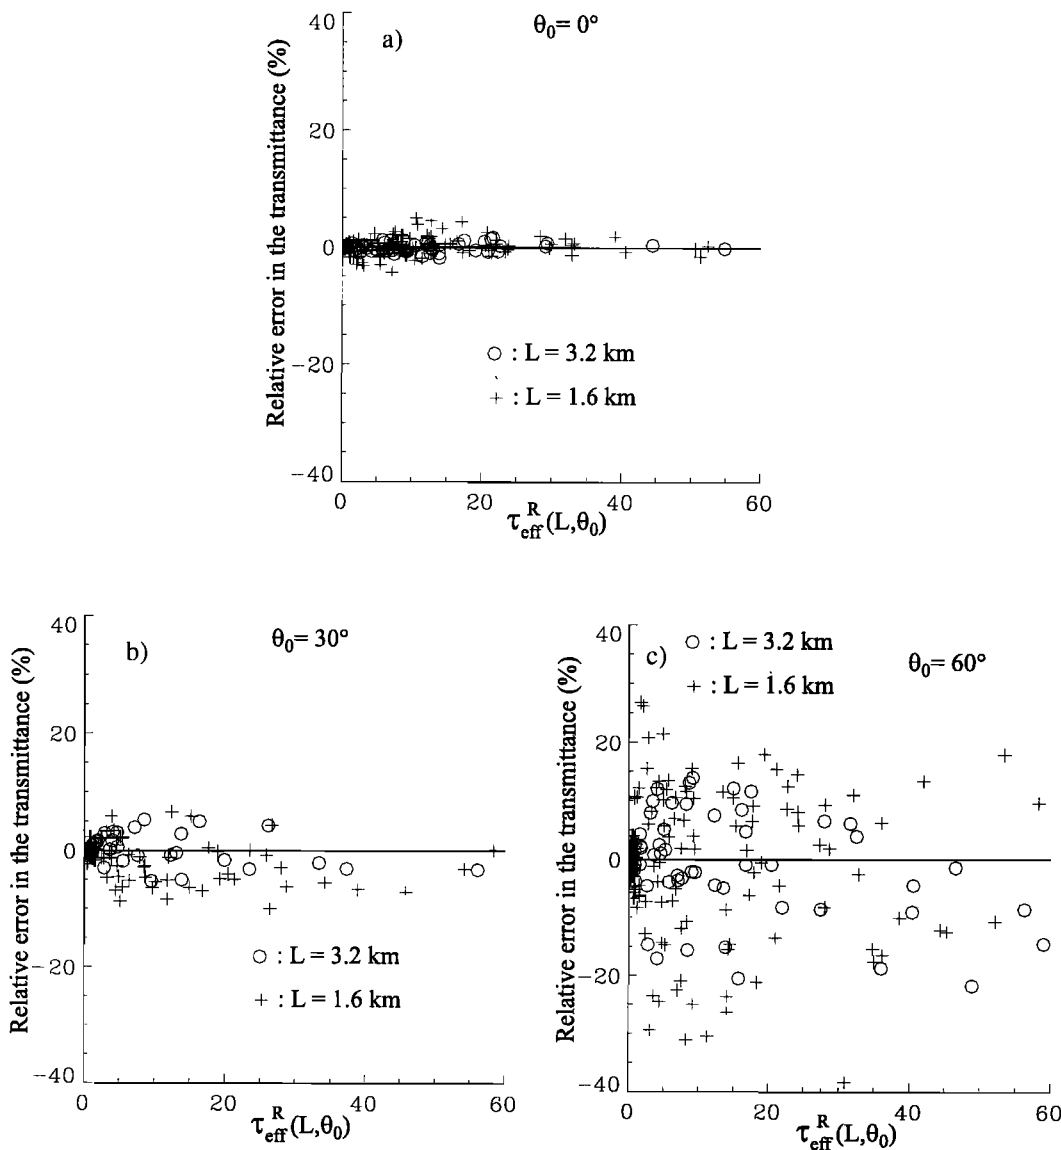 a)
θ₀= 0°
Relative error in the transmittance (%)
40
20
0
−20
−40
○ : L = 3.2 km
+ : L = 1.6 km
0 20 40 60
τ_eff^R(L,θ₀)
b)
θ₀= 30°
Relative error in the transmittance (%)
40
20
0
−20
−40
○ : L = 3.2 km
+ : L = 1.6 km
0 20 40 60
τ_eff^R(L,θ₀)
c)
○ : L = 3.2 km
+ : L = 1.6 km
θ₀= 60°
Relative error in the transmittance (%)
40
20
0
−20
−40
0 20 40 60
τ_eff^R(L,θ₀)